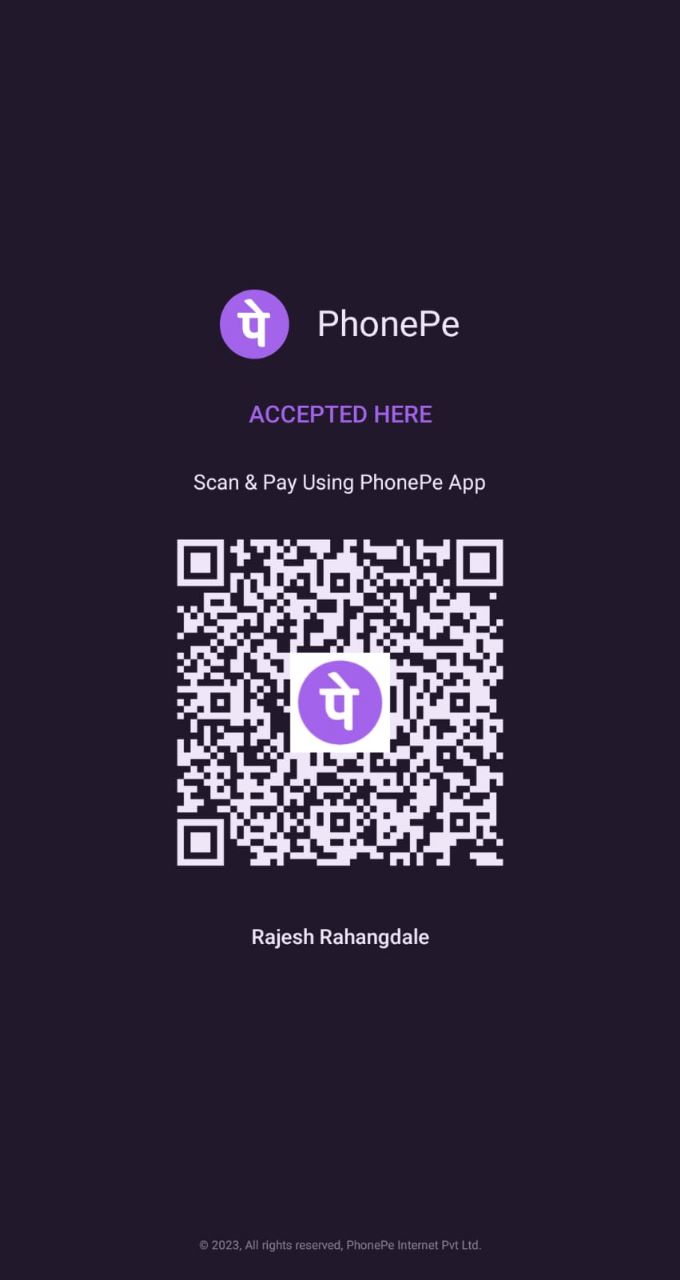 पे PhonePe
ACCEPTED HERE
Scan & Pay Using PhonePe App
पे
Rajesh Rahangdale
© 2023, All rights reserved, PhonePe Internet Pvt Ltd.